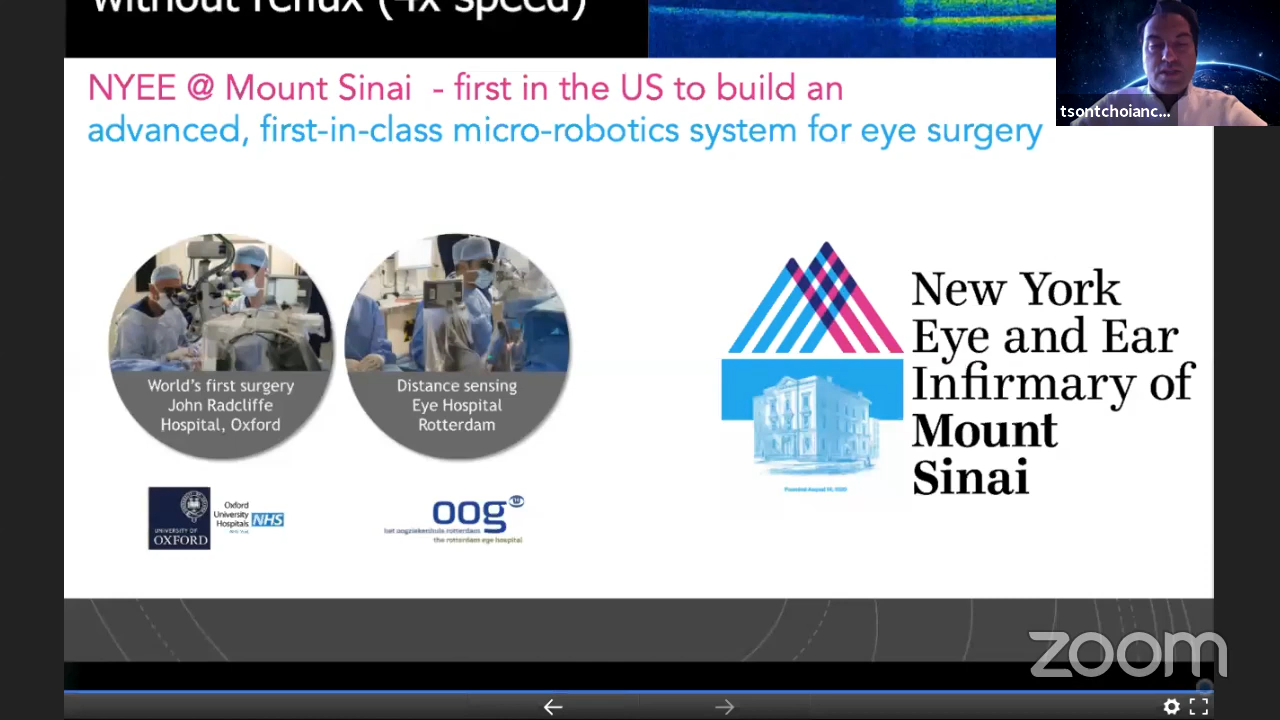 without reflux (4x speed)
NYEE @ Mount Sinai - first in the US to build an
advanced, first-in-class micro-robotics system for eye surgery
tsontchoianc...
World's first surgery
John Radcliffe
Hospital, Oxford
Distance sensing
Eye Hospital
Rotterdam
New York
Eye and Ear
Infirmary of
Mount
Sinai
UNIVERSITY OF
OXFORD
Oxford
University
Hospitals
NHS
oog
het oogziekenhuis rotterdam
the rotterdam eye hospital
zoom